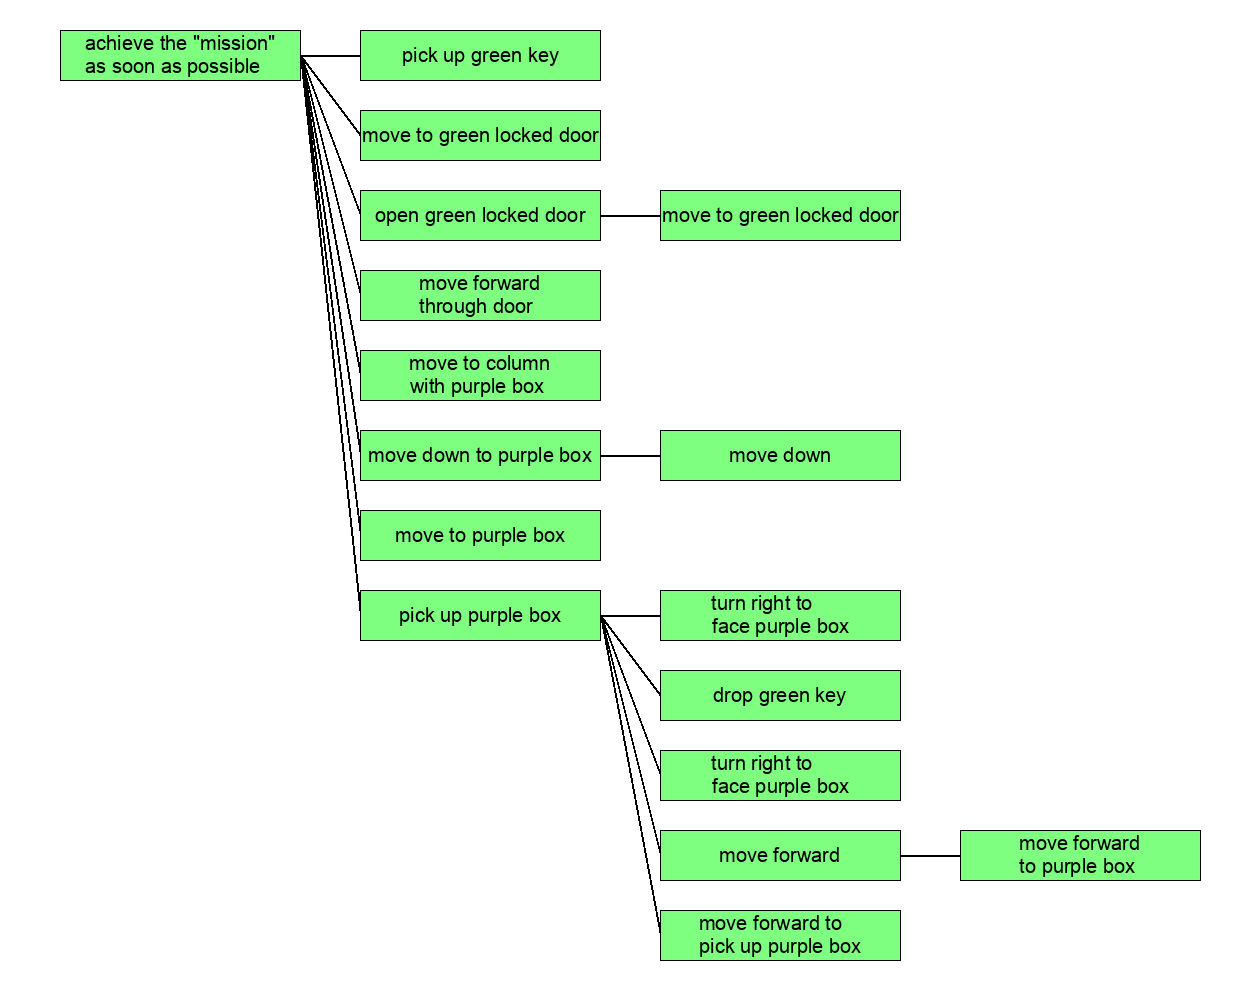 achieve the "mission"
as soon as possible
pick up green key
move to green locked door
open green locked door
move to green locked door
move forward
through door
move to column
with purple box
move down to purple box
move down
move to purple box
pick up purple box
turn right to
face purple box
drop green key
turn right to
face purple box
move forward
move forward
to purple box
move forward to
pick up purple box